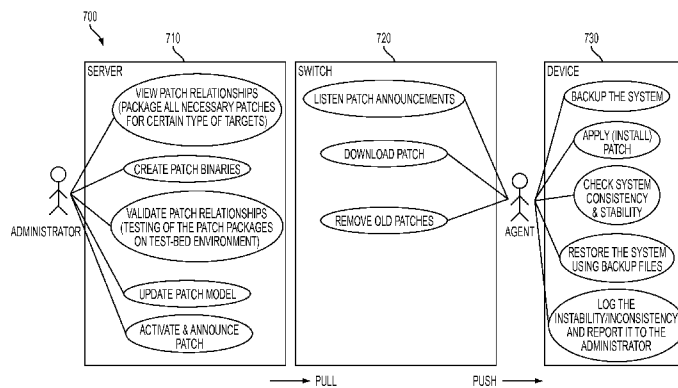 700
710
720
730
SERVER
VIEW PATCH RELATIONSHIPS
(PACKAGE ALL NECESSARY PATCHES
FOR CERTAIN TYPE OF TARGETS)
CREATE PATCH BINARIES
VALIDATE PATCH RELATIONSHIPS
(TESTING OF THE PATCH PACKAGES
ON TEST-BED ENVIRONMENT)
UPDATE PATCH MODEL
ACTIVATE & ANNOUNCE
PATCH
ADMINISTRATOR
SWITCH
LISTEN PATCH ANNOUNCEMENTS
DOWNLOAD PATCH
REMOVE OLD PATCHES
AGENT
DEVICE
BACKUP THE SYSTEM
APPLY (INSTALL)
PATCH
CHECK SYSTEM
CONSISTENCY
& STABILITY
RESTORE THE SYSTEM
USING BACKUP FILES
LOG THE
INSTABILITY/INCONSISTENCY
AND REPORT IT TO THE
ADMINISTRATOR
PULL
PUSH